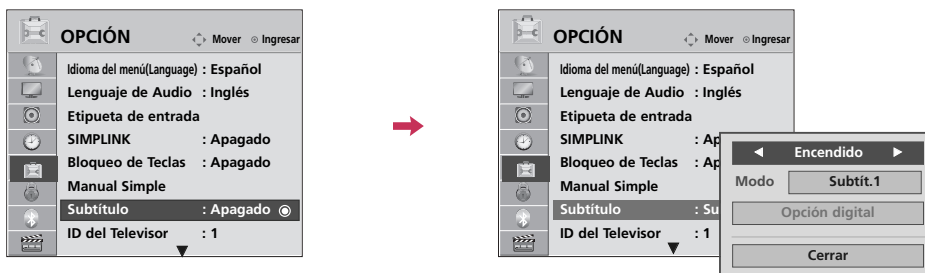 OPCIÓN Mover Ingresar
Idioma del menú(Language) : Español
Lenguaje de Audio : Inglés
Etipueta de entrada
SIMPLINK : Apagado
Bloqueo de Teclas : Apagado
Manual Simple
Subtítulo : Apagado
ID del Televisor : 1
OPCIÓN Mover Ingresar
Idioma del menú(Language) : Español
Lenguaje de Audio : Inglés
Etipueta de entrada
SIMPLINK : Ap
Bloqueo de Teclas : Ap
Manual Simple
Subtítulo : Su
ID del Televisor : 1
Encendido
Modo Subtít.1
Opción digital
Cerrar